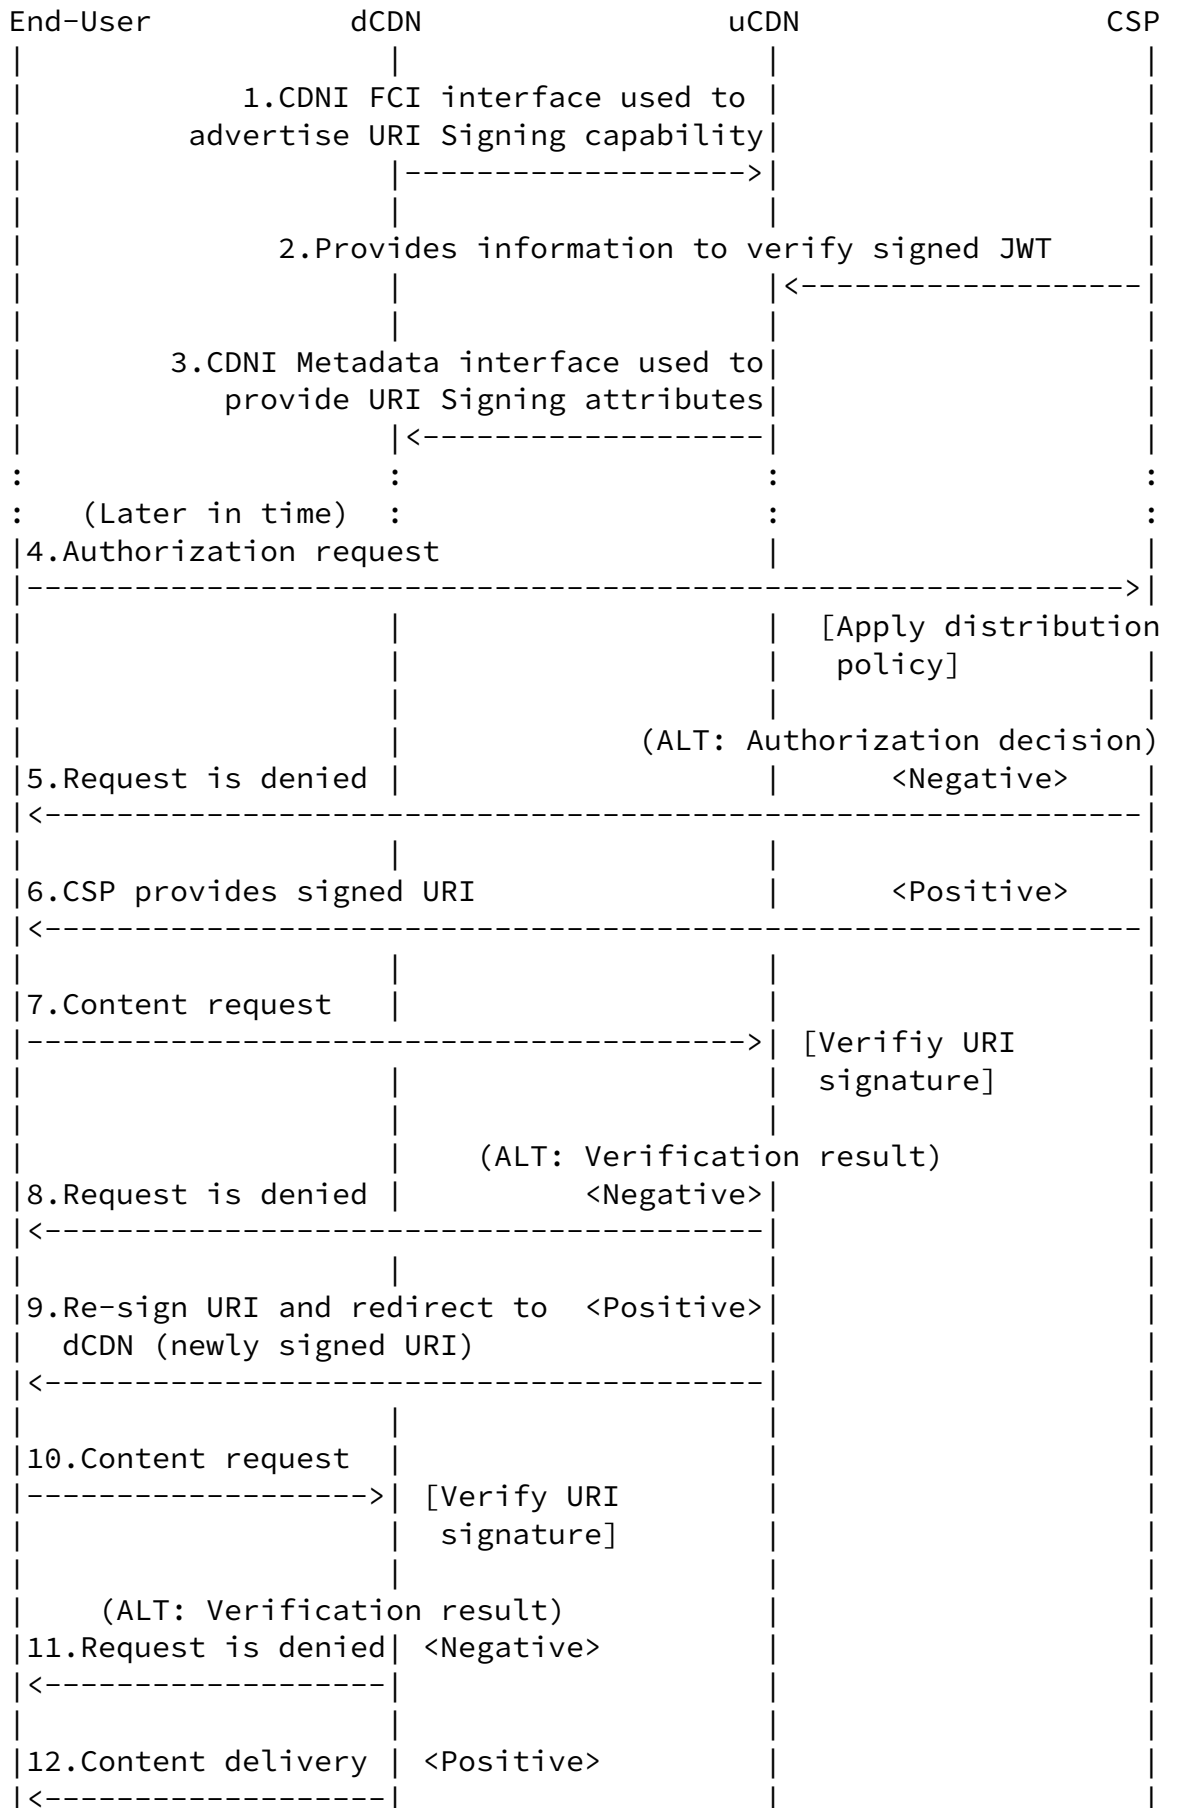 End-User dCDN uCDN CSP
1.CDNI FCI interface used to
advertise URI Signing capability
2.Provides information to verify signed JWT
3.CDNI Metadata interface used to
provide URI Signing attributes
(Later in time)
4.Authorization request
[Apply distribution
policy]
(ALT: Authorization decision)
5.Request is denied <Negative>
6.CSP provides signed URI <Positive>
7.Content request
[Verifiy URI
signature]
(ALT: Verification result)
8.Request is denied <Negative>
9.Re-sign URI and redirect to <Positive>
dCDN (newly signed URI)
10.Content request
[Verify URI
signature]
(ALT: Verification result)
11.Request is denied <Negative>
12.Content delivery <Positive>